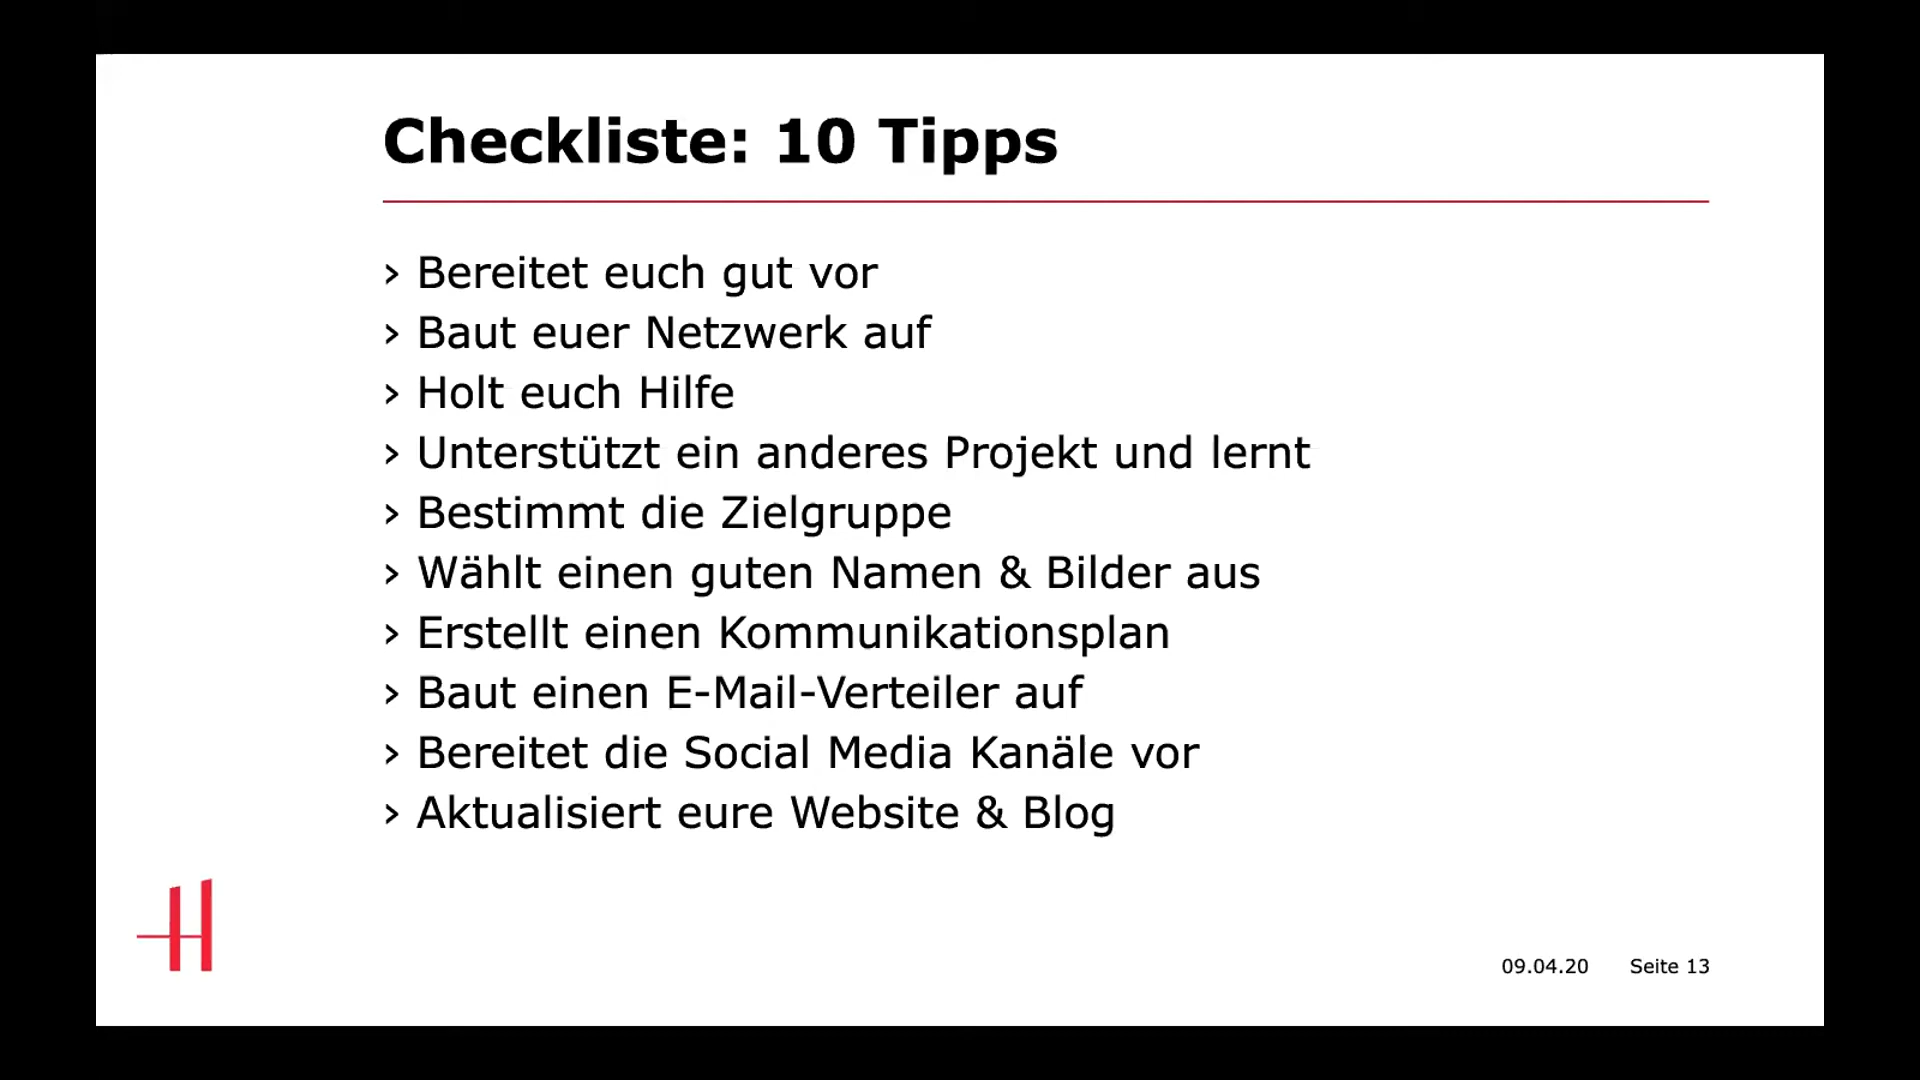 Checkliste: 10 Tipps
› Bereitet euch gut vor
› Baut euer Netzwerk auf
› Holt euch Hilfe
› Unterstützt ein anderes Projekt und lernt
› Bestimmt die Zielgruppe
› Wählt einen guten Namen & Bilder aus
› Erstellt einen Kommunikationsplan
› Baut einen E-Mail-Verteiler auf
› Bereitet die Social Media Kanäle vor
› Aktualisiert eure Website & Blog
H
09.04.20 Seite 13